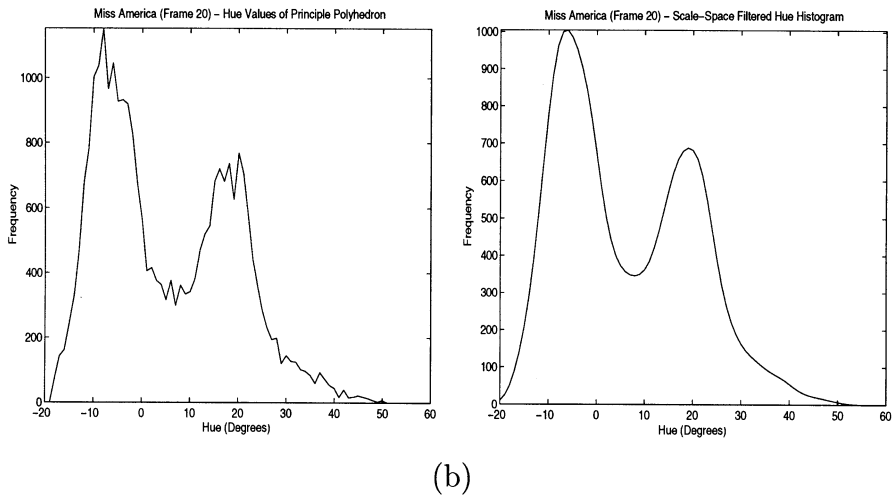 Miss America (Frame 20) – Hue Values of Principle Polyhedron
1000
800
600
400
200
0
Frequency
−20 −10 0 10 20 30 40 50 60
Hue (Degrees)
Miss America (Frame 20) – Scale–Space Filtered Hue Histogram
1000
900
800
700
600
500
400
300
200
100
0
Frequency
−20 −10 0 10 20 30 40 50 60
Hue (Degrees)
(b)